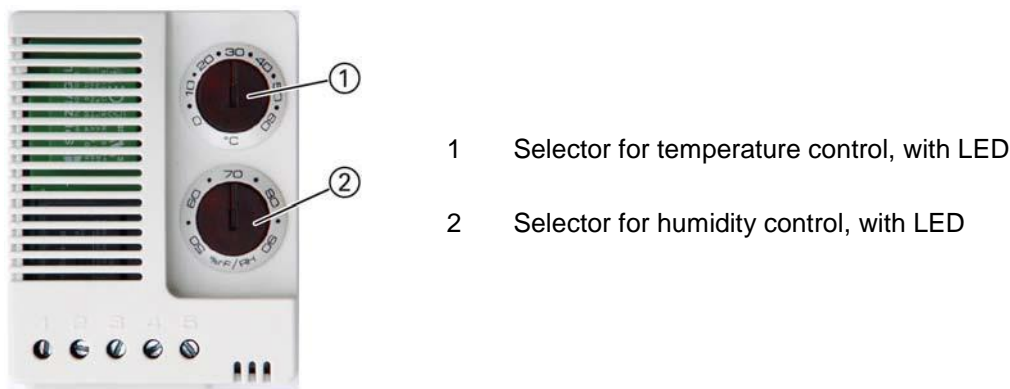 0 10 20 30 40 50 60
°C
1
50 60 70 80 90
%rF/RH
2
1 2 3 4 5
1 Selector for temperature control, with LED
2 Selector for humidity control, with LED